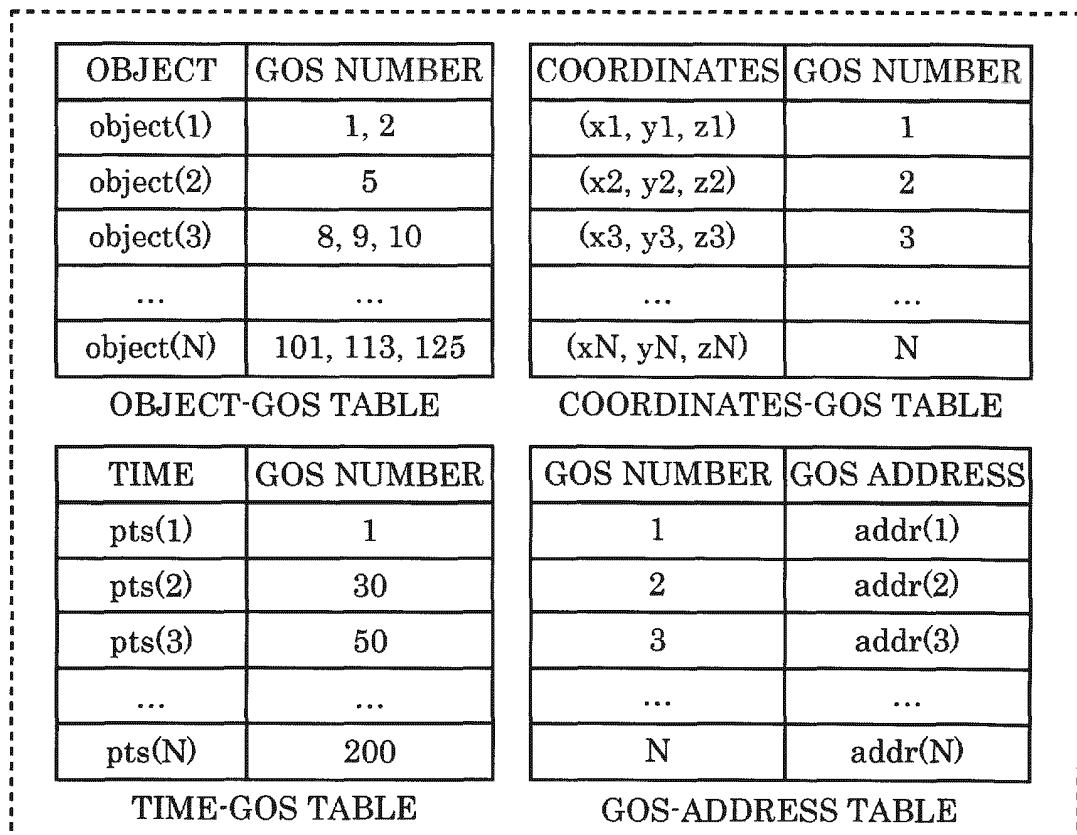 OBJECT GOS NUMBER
object(1) 1, 2
object(2) 5
object(3) 8, 9, 10
... ...
object(N) 101, 113, 125
OBJECT-GOS TABLE
COORDINATES GOS NUMBER
(x1, y1, z1) 1
(x2, y2, z2) 2
(x3, y3, z3) 3
... ...
(xN, yN, zN) N
COORDINATES-GOS TABLE
TIME GOS NUMBER
pts(1) 1
pts(2) 30
pts(3) 50
... ...
pts(N) 200
TIME-GOS TABLE
GOS NUMBER GOS ADDRESS
1 addr(1)
2 addr(2)
3 addr(3)
... ...
N addr(N)
GOS-ADDRESS TABLE